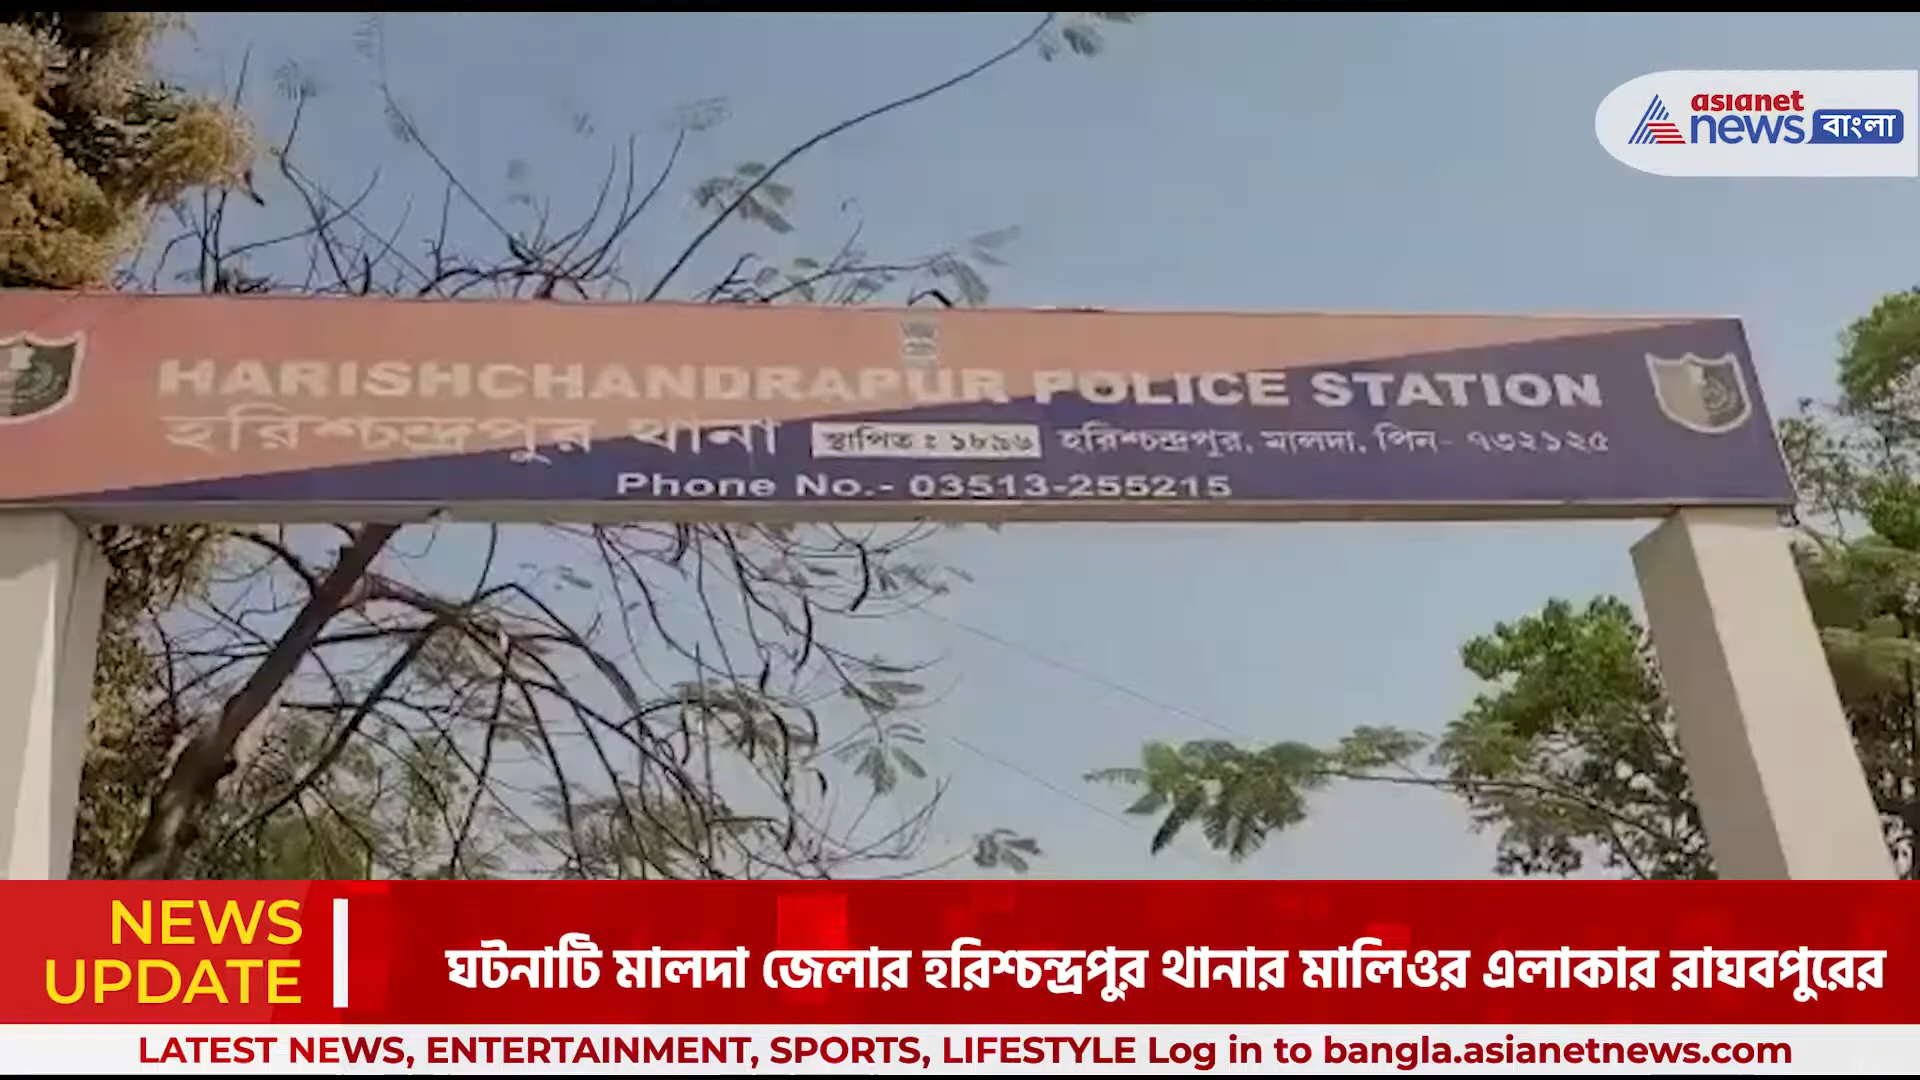 asianet
news বাংলা
HARISHCHANDRAPUR POLICE STATION
হরিশ্চন্দ্রপুর থানা স্থাপিত : ১৮৯৬ হরিশ্চন্দ্রপুর, মালদা, পিন- ৭৩২১২৫
Phone No.- 03513-255215
NEWS
UPDATE
ঘটনাটি মালদা জেলার হরিশ্চন্দ্রপুর থানার মালিওর এলাকার রাঘবপুরের
LATEST NEWS, ENTERTAINMENT, SPORTS, LIFESTYLE Log in to bangla.asianetnews.com